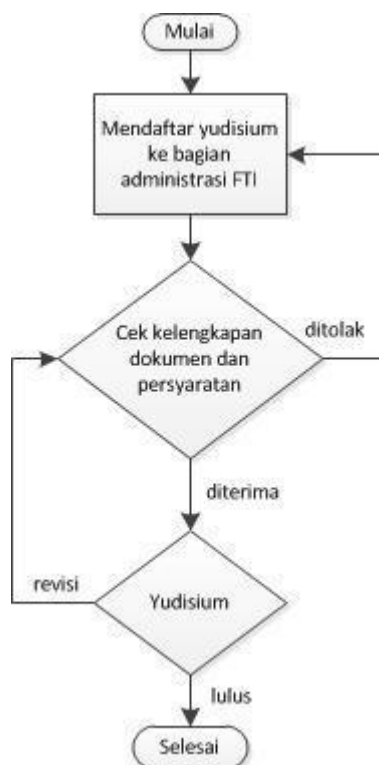 Mulai
Mendaftar yudisium
ke bagian
administrasi FTI
Cek kelengkapan
dokumen dan
persyaratan
ditolak
diterima
revisi
Yudisium
lulus
Selesai